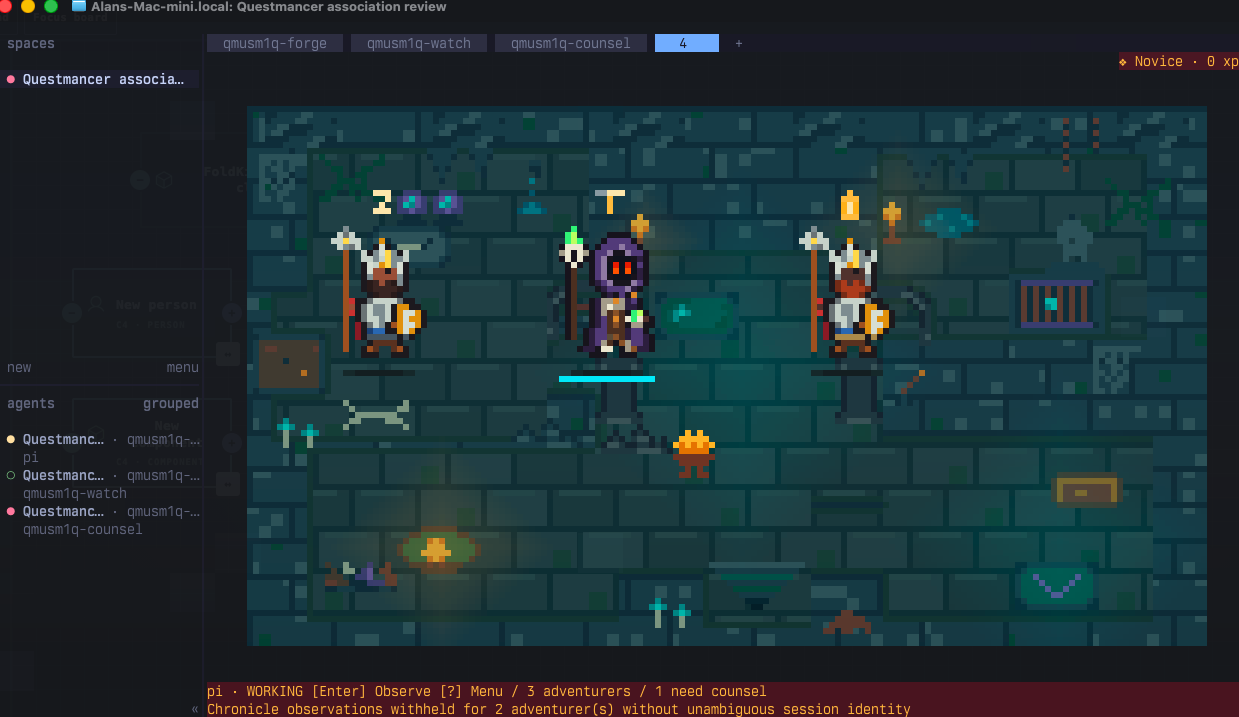 Alans-Mac-mini.local: Questmancer association review
spaces
qmusm1q-forge qmusm1q-watch qmusm1q-counsel 4 +
❖ Novice · 0 xp
Questmancer associa…
new menu
agents grouped
Questmanc… · qmusm1q-…
pi
Questmanc… · qmusm1q-…
qmusm1q-watch
Questmanc… · qmusm1q-…
qmusm1q-counsel
New person
pi · WORKING [Enter] Observe [?] Menu / 3 adventurers / 1 need counsel
« Chronicle observations withheld for 2 adventurer(s) without unambiguous session identity